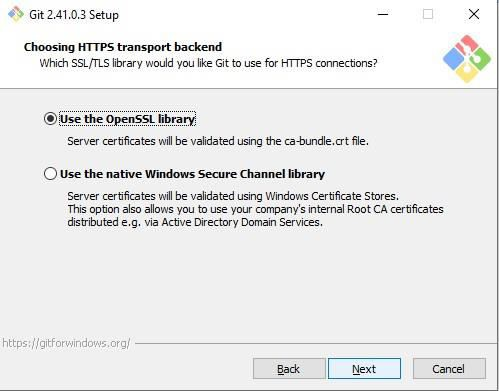 Git 2.41.0.3 Setup
Choosing HTTPS transport backend
Which SSL/TLS library would you like Git to use for HTTPS connections?
Use the OpenSSL library
Server certificates will be validated using the ca-bundle.crt file.
Use the native Windows Secure Channel library
Server certificates will be validated using Windows Certificate Stores.
This option also allows you to use your company's internal Root CA certificates
distributed e.g. via Active Directory Domain Services.
https://gitforwindows.org/
Back Next Cancel